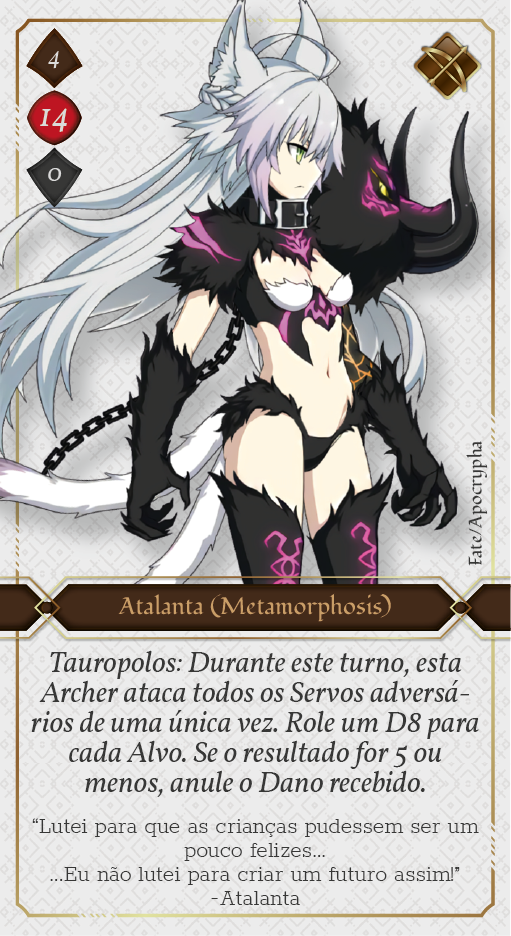 4
14
0
Fate/Apocrypha
Atalanta (Metamorphosis)
Tauropolos: Durante este turno, esta
Archer ataca todos os Servos adversá-
rios de uma única vez. Role um D8 para
cada Alvo. Se o resultado for 5 ou
menos, anule o Dano recebido.
“Lutei para que as crianças pudessem ser um
pouco felizes...
...Eu não lutei para criar um futuro assim!”
-Atalanta